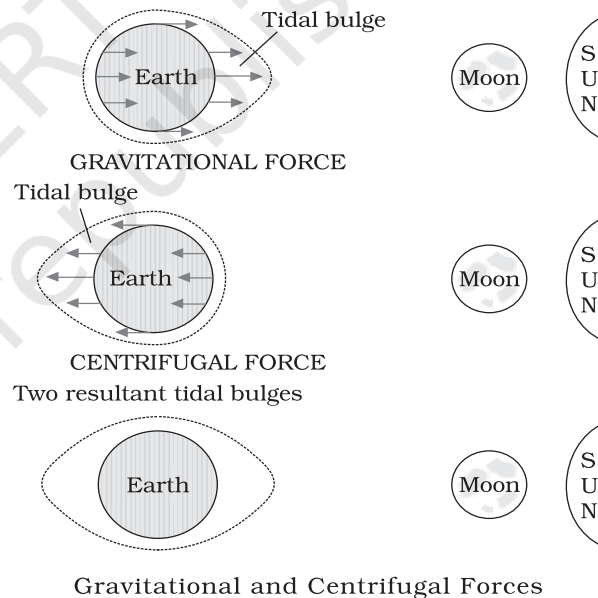 Tidal bulge
Earth
Moon
S
U
N
GRAVITATIONAL FORCE
Tidal bulge
Earth
Moon
S
U
N
CENTRIFUGAL FORCE
Two resultant tidal bulges
Earth
Moon
S
U
N
Gravitational and Centrifugal Forces